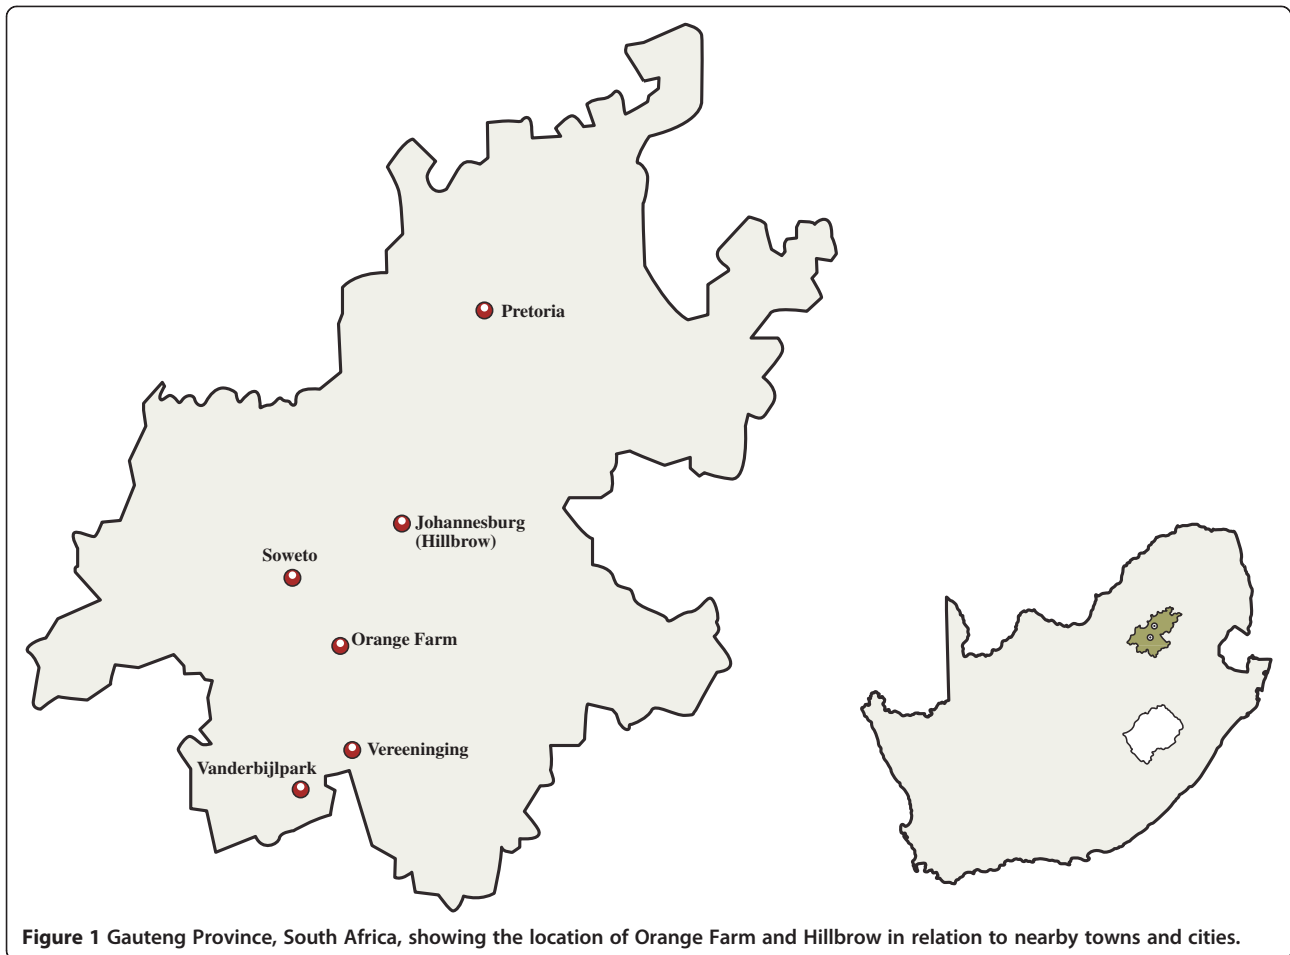 Pretoria
Johannesburg
(Hillbrow)
Soweto
Orange Farm
Vereeninging
Vanderbijlpark
Figure 1 Gauteng Province, South Africa, showing the location of Orange Farm and Hillbrow in relation to nearby towns and cities.